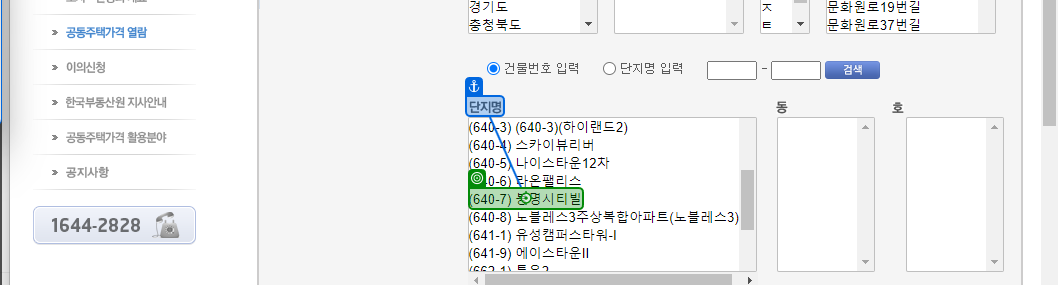 경기도
충청북도
ㅈ
ㅌ
문화원로19번길
문화원로37번길
공동주택가격 열람
이의신청
한국부동산원 지사안내
공동주택가격 활용분야
공지사항
1644-2828
건물번호 입력 단지명 입력 - 검색
단지명 동 호
(640-3) (640-3)(하이랜드2)
(640-4) 스카이뷰리버
(640-5) 나이스타운12차
40-6) 라온팰리스
(640-7) 봉명시티빌
(640-8) 노블레스3주상복합아파트(노블레스3)
(641-1) 유성캠퍼스타워-I
(641-9) 에이스타운II